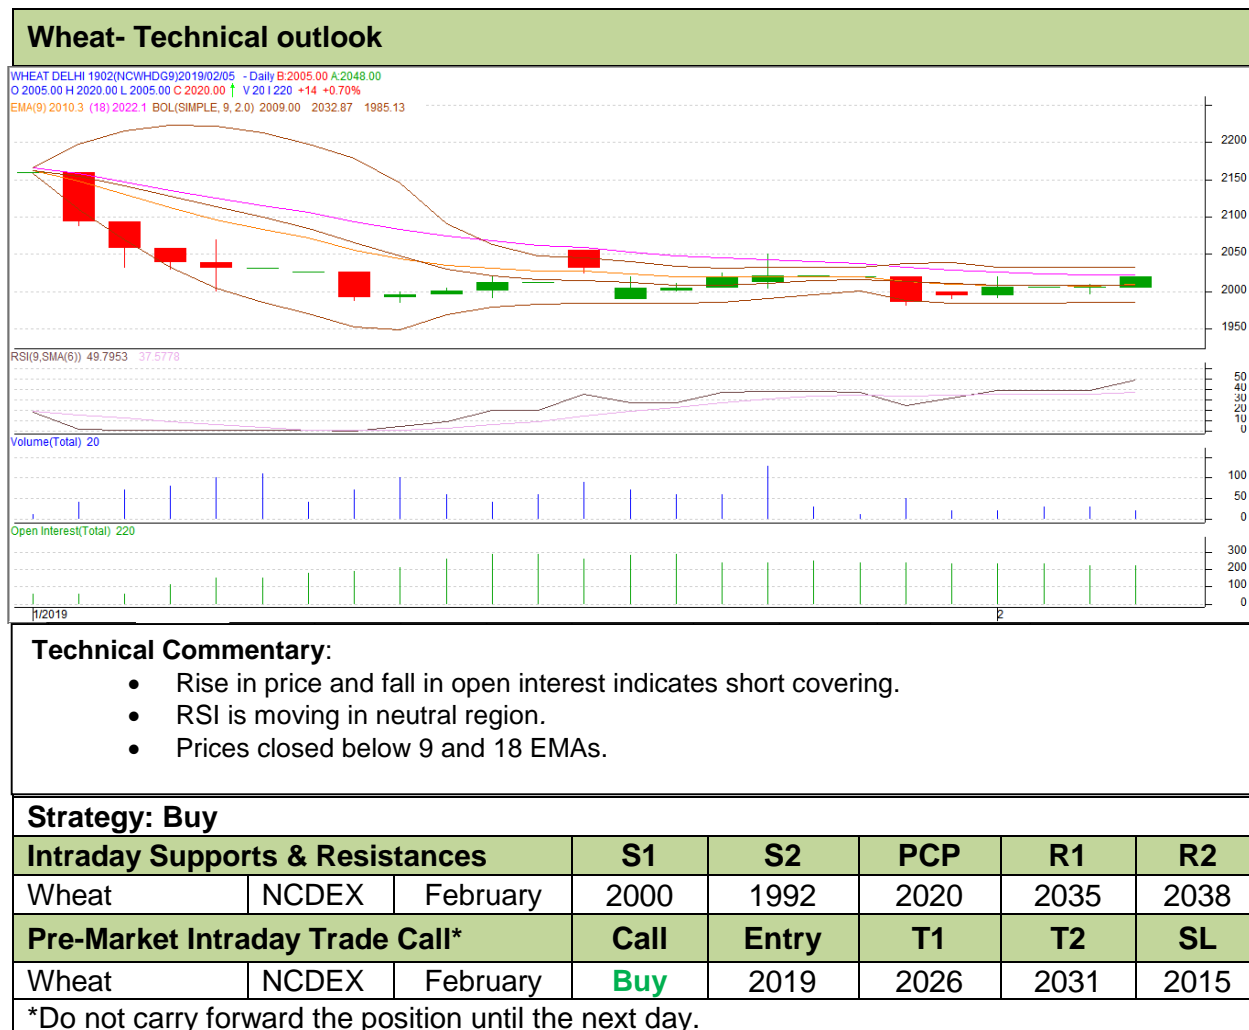 Wheat- Technical outlook
WHEAT DELHI 1902(NCWHDG9)2019/02/05 - Daily B:2005.00 A:2048.00
O 2005.00 H 2020.00 L 2005.00 C 2020.00 ↑ V 20 I 220 +14 +0.70%
EMA(9) 2010.3 (18) 2022.1 BOL(SIMPLE, 9, 2.0) 2009.00 2032.87 1985.13
2200
2150
2100
2050
2000
1950
RSI(9,SMA(6)) 49.7953 37.5778
50
40
30
20
10
0
Volume(Total) 20
100
50
0
Open Interest(Total) 220
300
200
100
0
1/2019 2
Technical Commentary:
• Rise in price and fall in open interest indicates short covering.
• RSI is moving in neutral region.
• Prices closed below 9 and 18 EMAs.
Strategy: Buy
Intraday Supports & Resistances S1 S2 PCP R1 R2
Wheat NCDEX February 2000 1992 2020 2035 2038
Pre-Market Intraday Trade Call* Call Entry T1 T2 SL
Wheat NCDEX February Buy 2019 2026 2031 2015
*Do not carry forward the position until the next day.